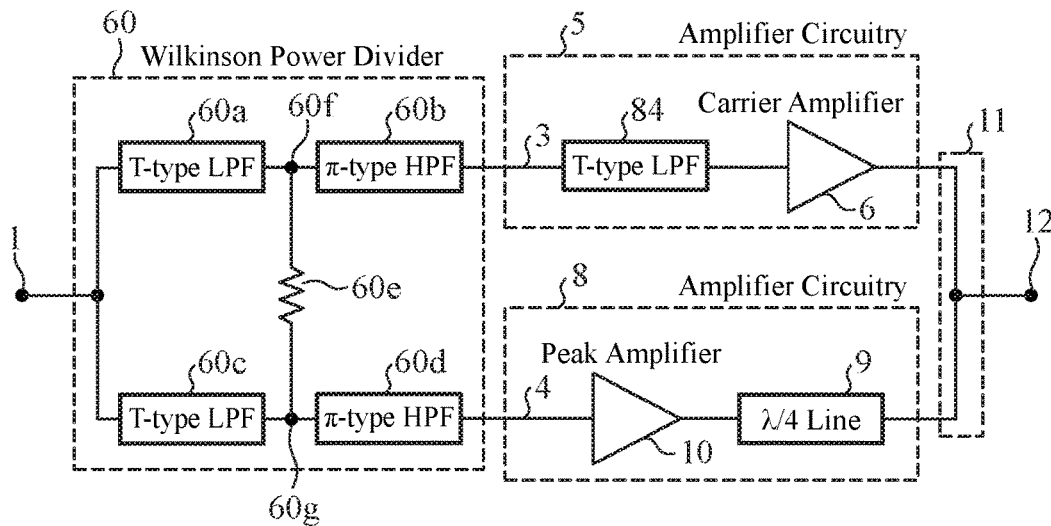 60
Wilkinson Power Divider
5
Amplifier Circuitry
60a
60f
60b
84
Carrier Amplifier
11
T-type LPF
π-type HPF
3
T-type LPF
6
12
1
60e
8
Amplifier Circuitry
60c
60d
Peak Amplifier
9
T-type LPF
π-type HPF
4
λ/4 Line
10
60g